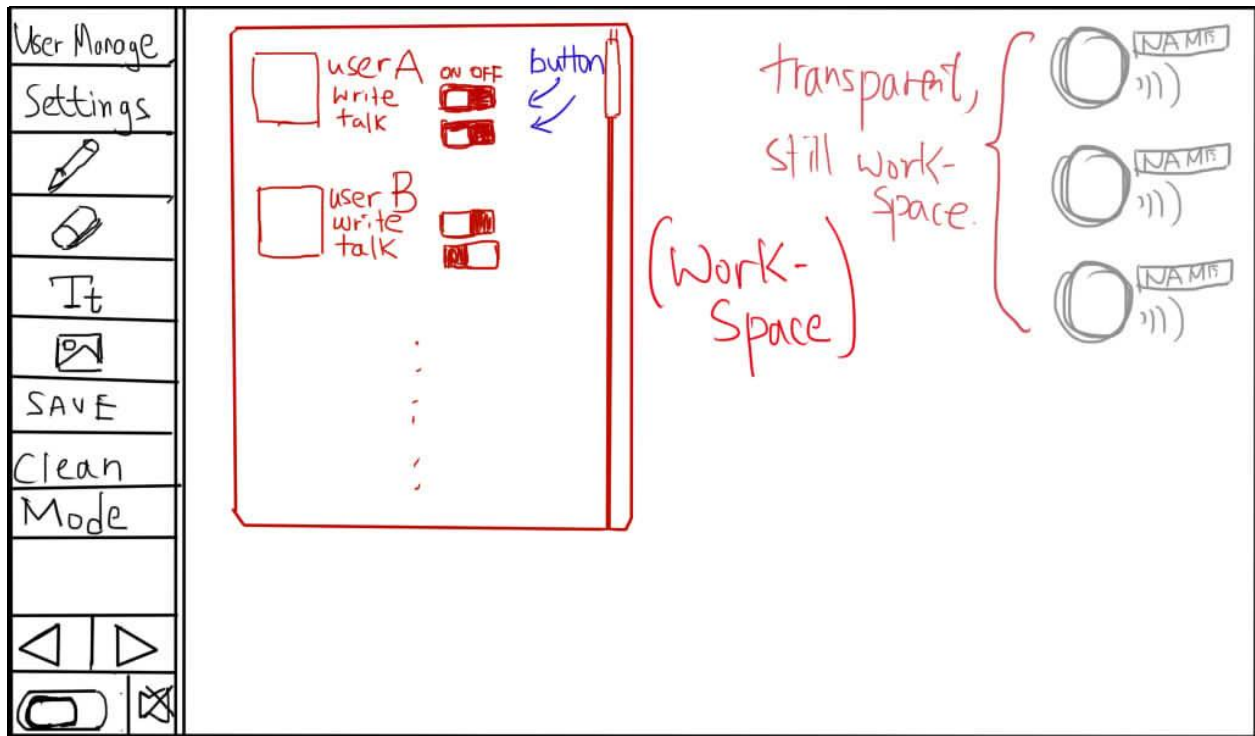 User Manage
Settings
Tt
SAVE
Clean
Mode
user A
ON OFF
write
talk
button
user B
write
talk
(Work-
Space)
transparent,
still work-
space.
NAME
NAME
NAME